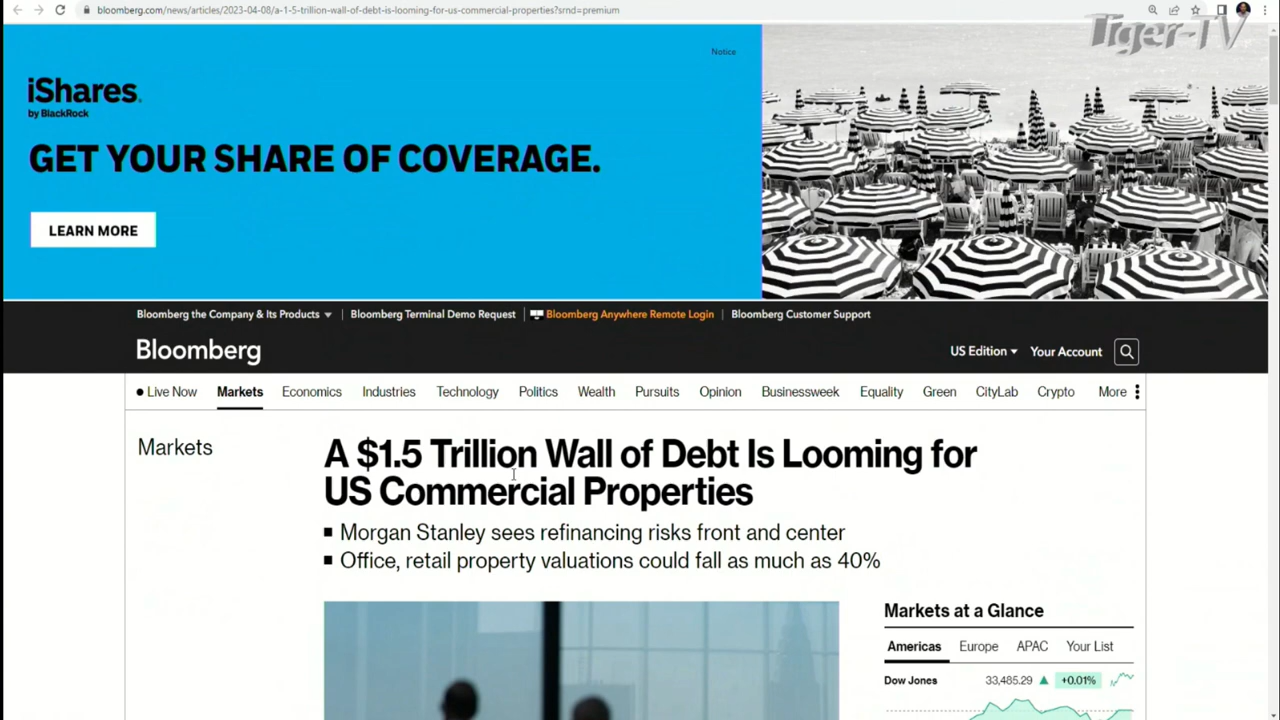 bloomberg.com/news/articles/2023-04-08/a-1-5-trillion-wall-of-debt-is-looming-for-us-commercial-properties?srnd=premium
Tiger-TV
Notice
iShares.
by BlackRock
GET YOUR SHARE OF COVERAGE.
LEARN MORE
Bloomberg the Company & Its Products
Bloomberg Terminal Demo Request
Bloomberg Anywhere Remote Login
Bloomberg Customer Support
Bloomberg
US Edition
Your Account
Live Now
Markets
Economics
Industries
Technology
Politics
Wealth
Pursuits
Opinion
Businessweek
Equality
Green
CityLab
Crypto
More
Markets
A $1.5 Trillion Wall of Debt Is Looming for
US Commercial Properties
Morgan Stanley sees refinancing risks front and center
Office, retail property valuations could fall as much as 40%
Markets at a Glance
Americas
Europe
APAC
Your List
Dow Jones
33,485.29
+0.01%